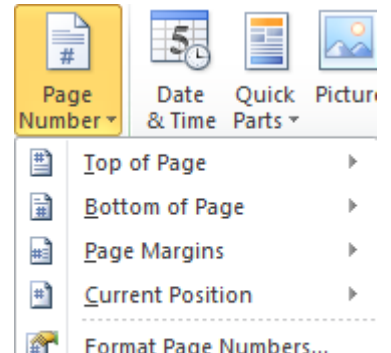 Page Number
Date & Time
Quick Parts
Picture
Top of Page
Bottom of Page
Page Margins
Current Position
Format Page Numbers...